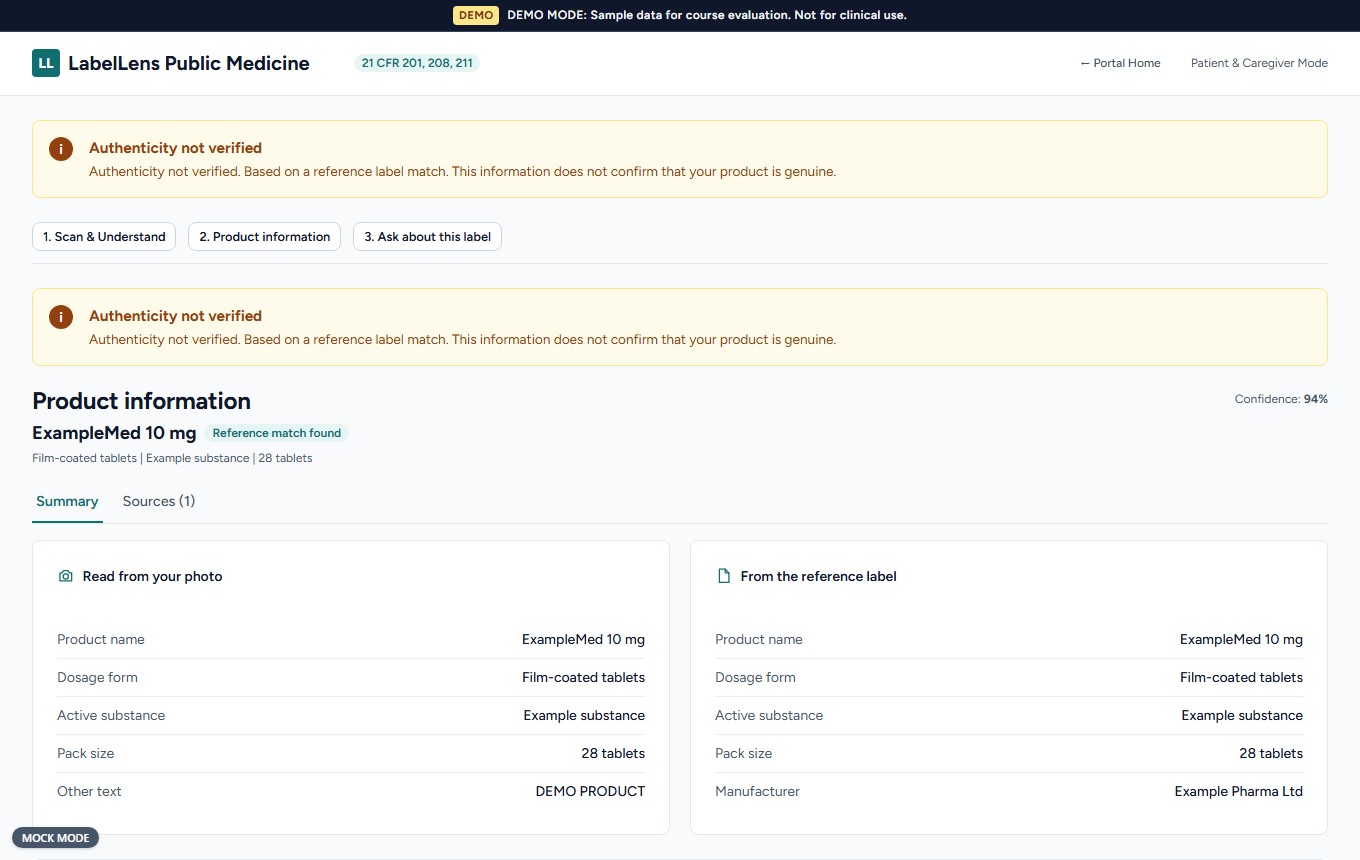 DEMO DEMO MODE: Sample data for course evaluation. Not for clinical use.
LL LabelLens Public Medicine 21 CFR 201, 208, 211 ← Portal Home Patient & Caregiver Mode
i Authenticity not verified
Authenticity not verified. Based on a reference label match. This information does not confirm that your product is genuine.
1. Scan & Understand 2. Product information 3. Ask about this label
i Authenticity not verified
Authenticity not verified. Based on a reference label match. This information does not confirm that your product is genuine.
Product information Confidence: 94%
ExampleMed 10 mg Reference match found
Film-coated tablets | Example substance | 28 tablets
Summary Sources (1)
Read from your photo
Product name ExampleMed 10 mg
Dosage form Film-coated tablets
Active substance Example substance
Pack size 28 tablets
Other text DEMO PRODUCT
From the reference label
Product name ExampleMed 10 mg
Dosage form Film-coated tablets
Active substance Example substance
Pack size 28 tablets
Manufacturer Example Pharma Ltd
MOCK MODE